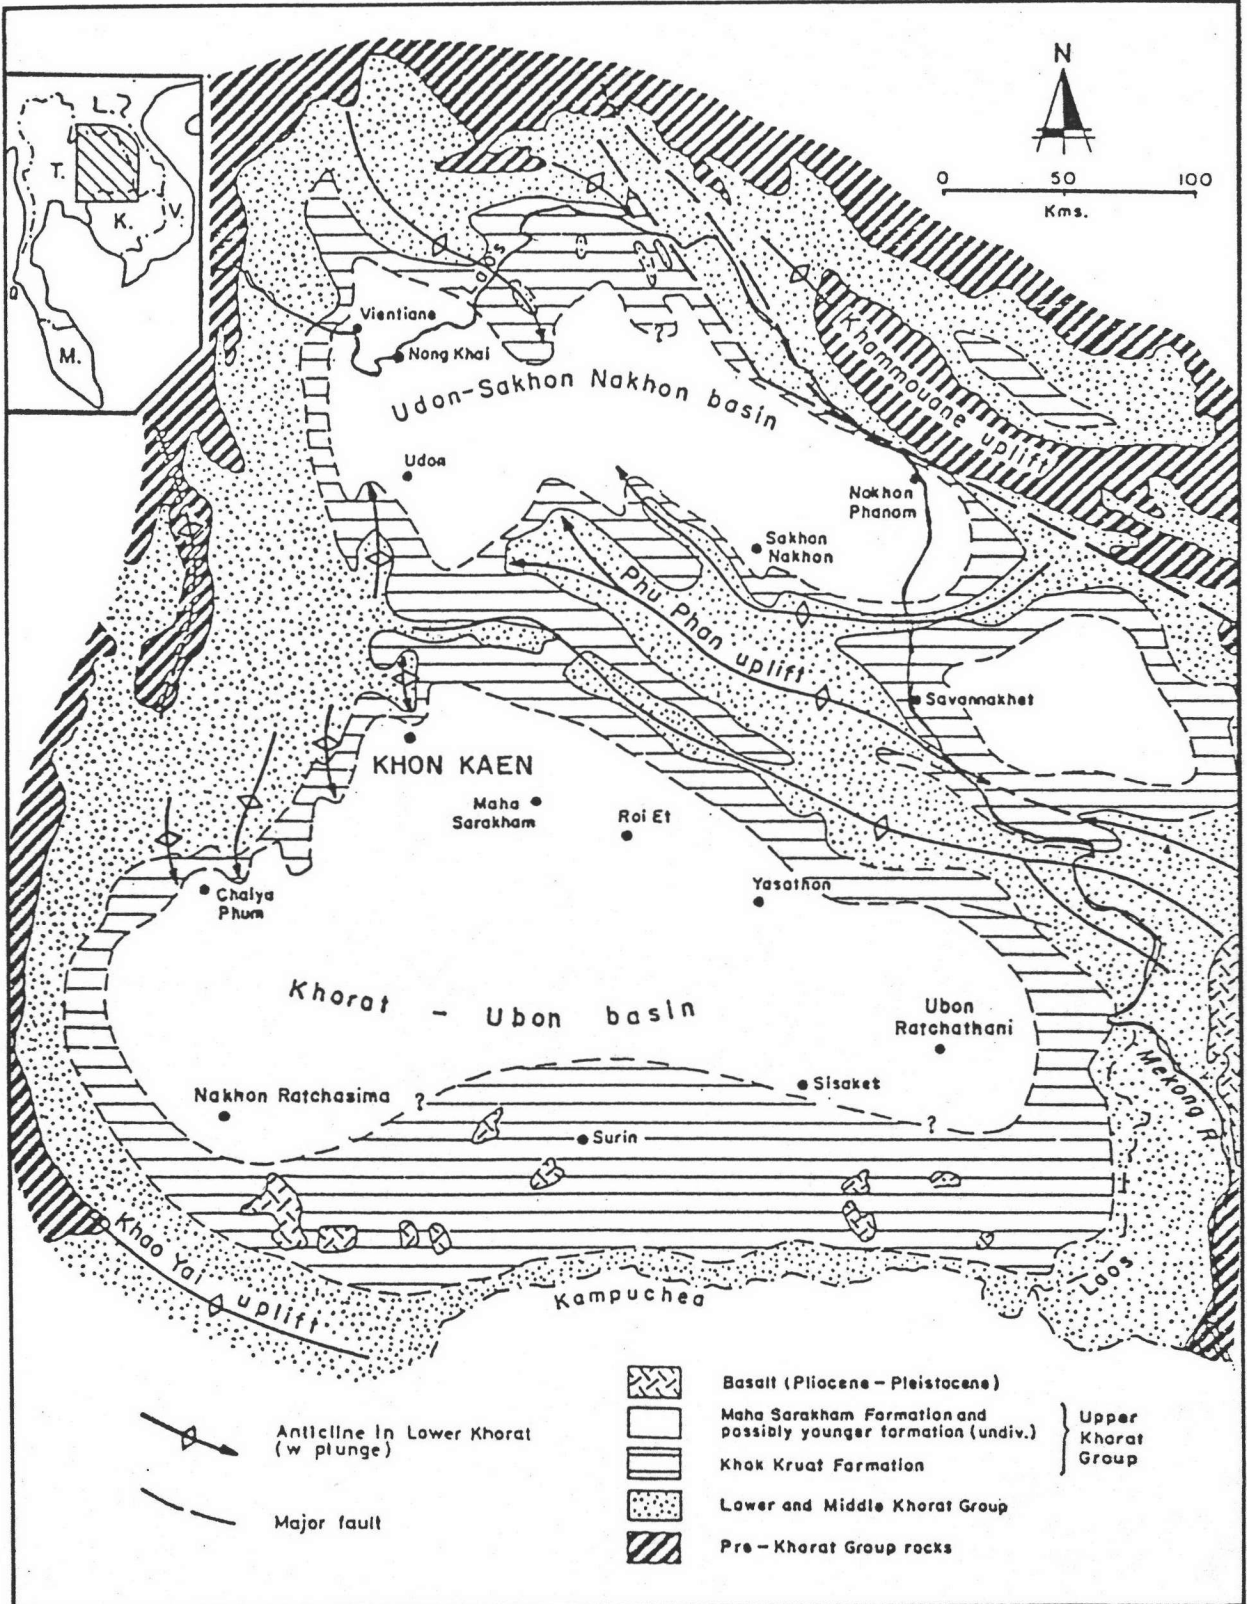 N
0 50 100
Kms.
L.
T.
K.
V.
M.
Laos
Vientiane
Nong Khai
?
Khammouane uplift
Udon-Sakhon Nakhon basin
Udon
Nakhon
Phanom
Sakhon
Nakhon
Phu Phan uplift
Savannakhet
KHON KAEN
Maha
Sarakham
Roi Et
Chaiya
Phum
Yasothon
Khorat - Ubon basin
Ubon
Ratchathani
Mekong R
Sisaket
Nakhon Ratchasima
?
?
Surin
Khao Yai uplift
Laos
Kampuchea
Anticline in Lower Khorat
(w plunge)
Major fault
Basalt (Pliocene - Pleistocene)
Maha Sarakham Formation and
possibly younger formation (undiv.)
Khok Kruat Formation
Upper
Khorat
Group
Lower and Middle Khorat Group
Pre - Khorat Group rocks